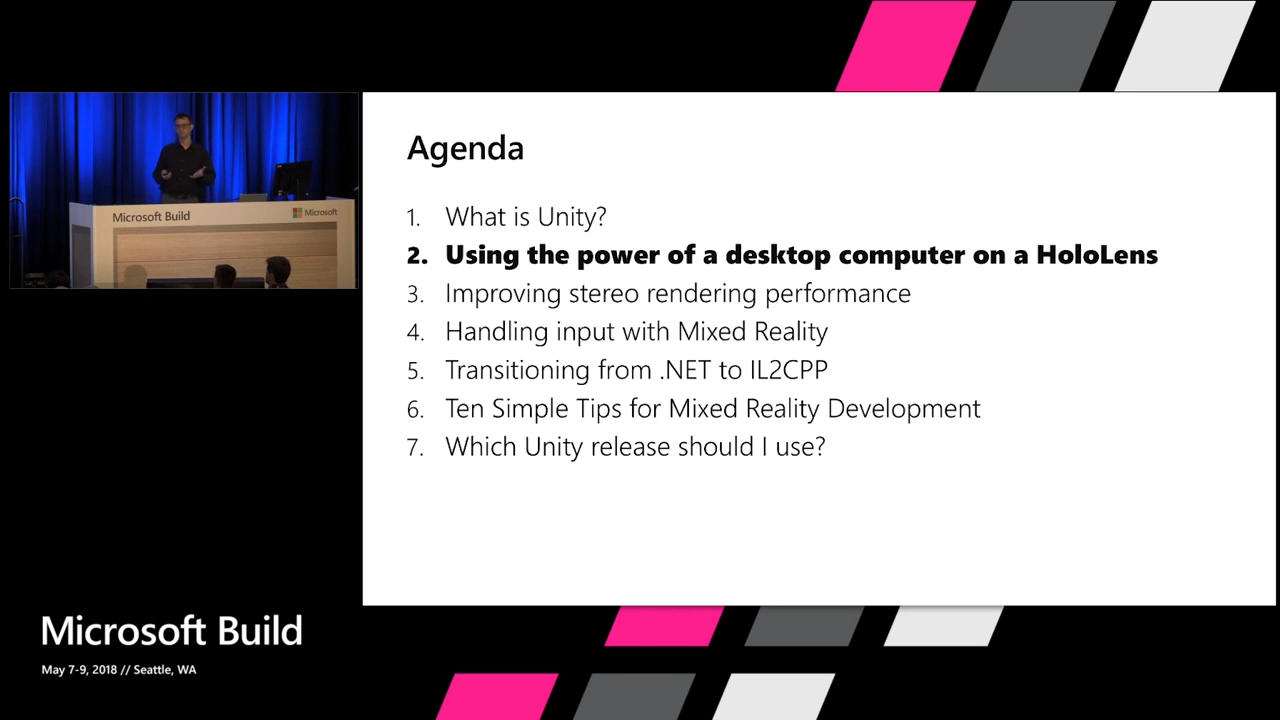 Microsoft Build
Microsoft
Agenda
1. What is Unity?
2. Using the power of a desktop computer on a HoloLens
3. Improving stereo rendering performance
4. Handling input with Mixed Reality
5. Transitioning from .NET to IL2CPP
6. Ten Simple Tips for Mixed Reality Development
7. Which Unity release should I use?
Microsoft Build
May 7-9, 2018 // Seattle, WA